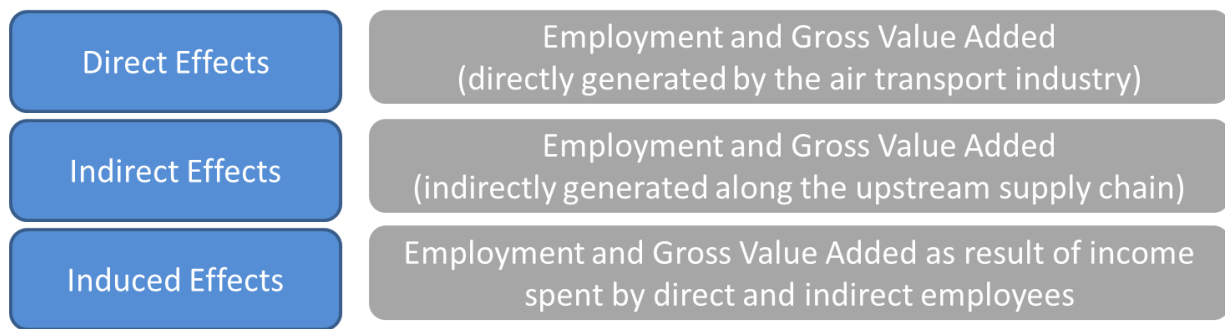 Direct Effects
Employment and Gross Value Added
(directly generated by the air transport industry)
Indirect Effects
Employment and Gross Value Added
(indirectly generated along the upstream supply chain)
Induced Effects
Employment and Gross Value Added as result of income
spent by direct and indirect employees